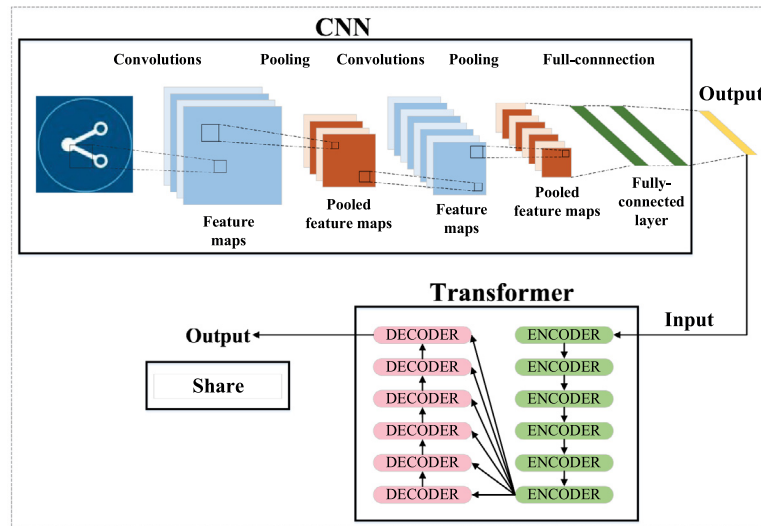 CNN
Convolutions
Pooling
Convolutions
Pooling
Full-connnection
Output
Feature
maps
Pooled
feature maps
Feature
maps
Pooled
feature maps
Fully-
connected
layer
Transformer
Input
Output
DECODER
ENCODER
DECODER
ENCODER
DECODER
ENCODER
DECODER
ENCODER
DECODER
ENCODER
DECODER
ENCODER
Share